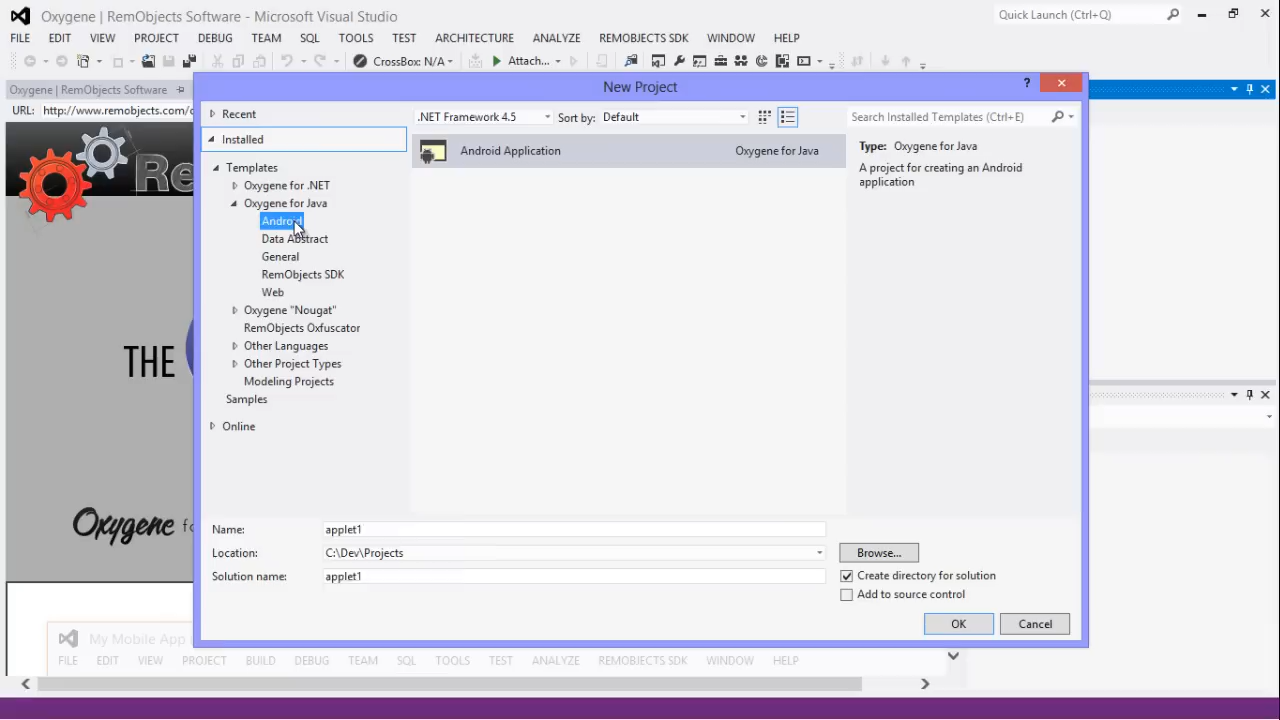 Oxygene | RemObjects Software - Microsoft Visual Studio
Quick Launch (Ctrl+Q)
FILE EDIT VIEW PROJECT DEBUG TEAM SQL TOOLS TEST ARCHITECTURE ANALYZE REMOBJECTS SDK WINDOW HELP
CrossBox: N/A Attach...
Oxygene | RemObjects Software
URL: http://www.remobjects.com/
Re
THE
Oxygene fo
New Project
?
Recent
Installed
Templates
Oxygene for .NET
Oxygene for Java
Android
Data Abstract
General
RemObjects SDK
Web
Oxygene "Nougat"
RemObjects Oxfuscator
Other Languages
Other Project Types
Modeling Projects
Samples
Online
.NET Framework 4.5 Sort by: Default
Android Application Oxygene for Java
Search Installed Templates (Ctrl+E)
Type: Oxygene for Java
A project for creating an Android
application
Name: applet1
Location: C:\Dev\Projects
Browse...
Solution name: applet1
Create directory for solution
Add to source control
OK Cancel
My Mobile App
FILE EDIT VIEW PROJECT BUILD DEBUG TEAM SQL TOOLS TEST ANALYZE REMOBJECTS SDK WINDOW HELP